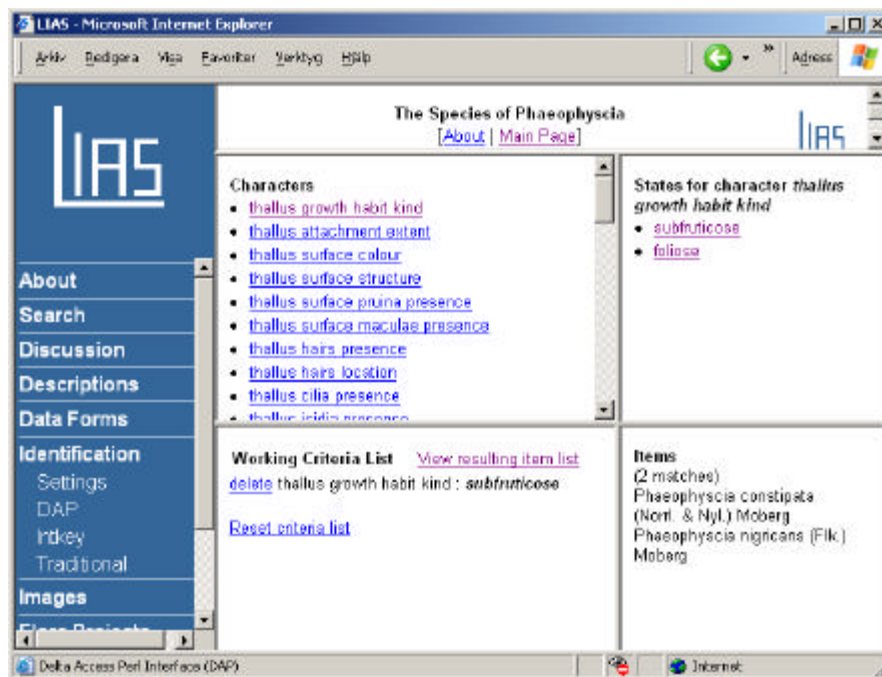 LIAS - Microsoft Internet Explorer
Arkiv Redigera Visa Favoriter Verktyg Hjälp
» Adress
LIAS
About
Search
Discussion
Descriptions
Data Forms
Identification
Settings
DAP
Intkey
Traditional
Images
The Species of Phaeophyscia
[About | Main Page]
LIAS
Characters
• thallus growth habit kind
• thallus attachment extent
• thallus surface colour
• thallus surface structure
• thallus surface pruina presence
• thallus surface maculae presence
• thallus hairs presence
• thallus hairs location
• thallus cilia presence
• thallus isidia presence
States for character thallus
growth habit kind
• subfruticose
• foliose
Working Criteria List View resulting item list
delete thallus growth habit kind : subfruticose
Reset criteria list
Items
(2 matches)
Phaeophyscia constipata
(Norrl. & Nyl.) Moberg
Phaeophyscia nigricans (Flk.)
Moberg
Delta Access Perl Interface (DAP)
Internet